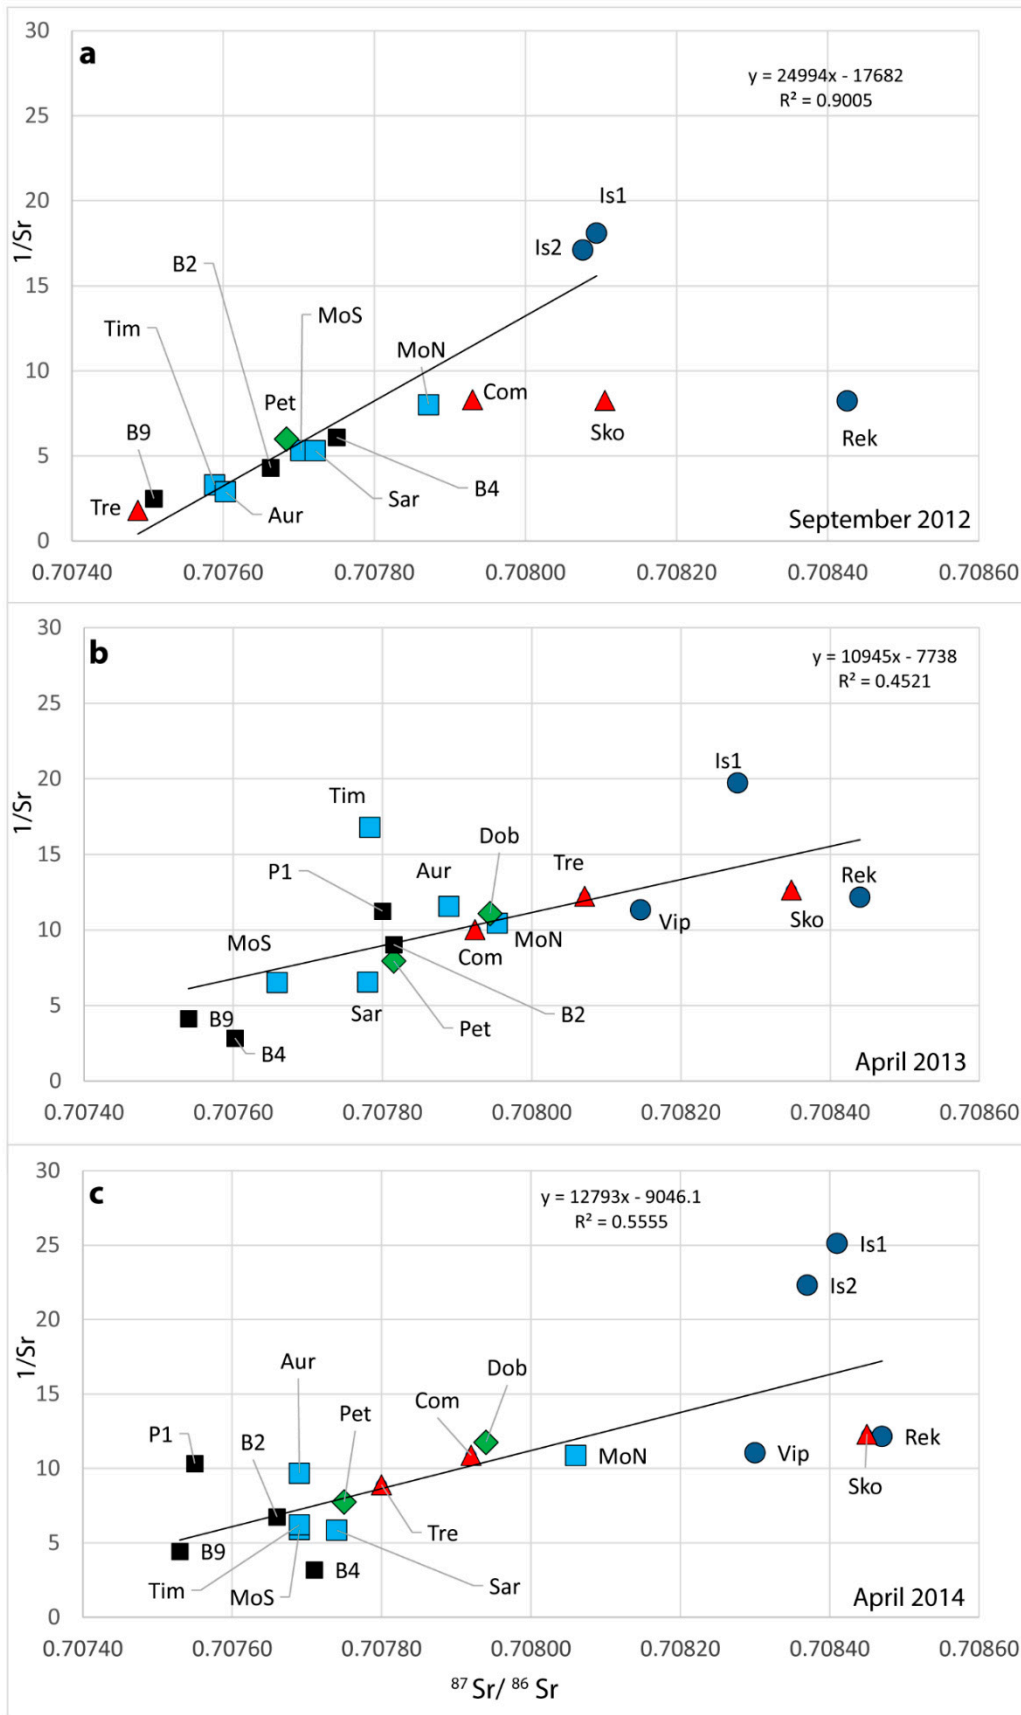 a
30
25
20
15
10
5
0
1/Sr
y = 24994x - 17682
R² = 0.9005
Is1
Is2
B2
MoS
Tim
MoN
Com
Pet
Sko
Rek
B9
B4
Sar
Tre
Aur
September 2012
0.70740 0.70760 0.70780 0.70800 0.70820 0.70840 0.70860
b
30
25
20
15
10
5
0
1/Sr
y = 10945x - 7738
R² = 0.4521
Is1
Tim
Dob
P1
Aur
Tre
Rek
MoS
MoN
Vip
Sko
Com
Sar
B9
Pet
B2
B4
April 2013
0.70740 0.70760 0.70780 0.70800 0.70820 0.70840 0.70860
c
30
25
20
15
10
5
0
1/Sr
y = 12793x - 9046.1
R² = 0.5555
Is1
Is2
Aur
Dob
Com
Pet
P1
B2
MoN
Vip
Rek
Sko
Tre
B9
B4
Sar
Tim
MoS
April 2014
0.70740 0.70760 0.70780 0.70800 0.70820 0.70840 0.70860
⁸⁷Sr/ ⁸⁶ Sr